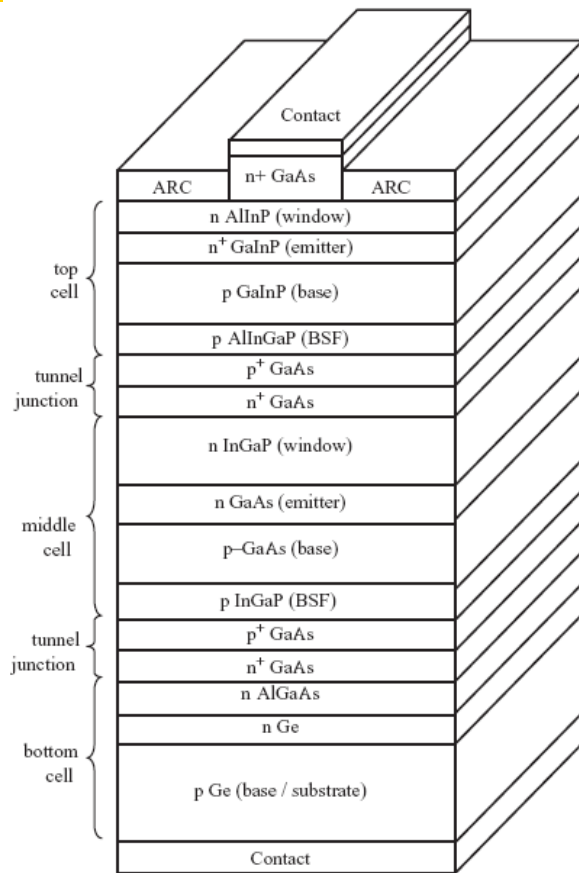 Contact
n+ GaAs
ARC
ARC
n AlInP (window)
n⁺ GaInP (emitter)
p GaInP (base)
p AlInGaP (BSF)
top
cell
p⁺ GaAs
n⁺ GaAs
tunnel
junction
n InGaP (window)
n GaAs (emitter)
p–GaAs (base)
p InGaP (BSF)
middle
cell
p⁺ GaAs
n⁺ GaAs
tunnel
junction
n AlGaAs
n Ge
p Ge (base / substrate)
bottom
cell
Contact